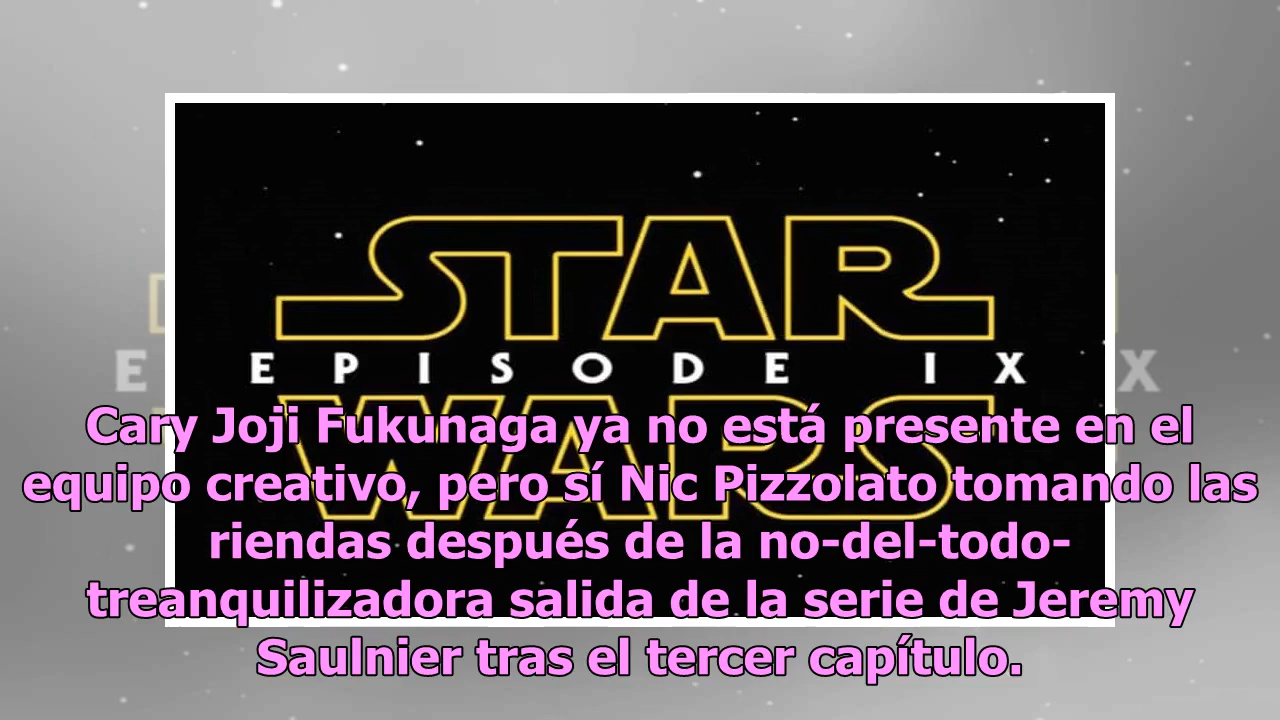 STAR
EPISODE IX
WARS
Cary Joji Fukunaga ya no está presente en el
equipo creativo, pero sí Nic Pizzolato tomando las
riendas después de la no-del-todo-
treanquilizadora salida de la serie de Jeremy
Saulnier tras el tercer capítulo.
E
X